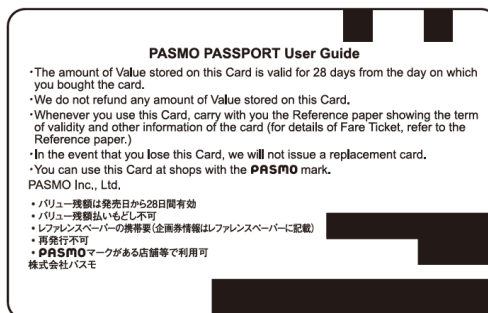 PASMO PASSPORT User Guide
・The amount of Value stored on this Card is valid for 28 days from the day on which
you bought the card.
・We do not refund any amount of Value stored on this Card.
・Whenever you use this Card, carry with you the Reference paper showing the term
of validity and other information of the card (for details of Fare Ticket, refer to the
Reference paper.)
・In the event that you lose this Card, we will not issue a replacement card.
・You can use this Card at shops with the PASMO mark.
PASMO Inc., Ltd.
・バリュー残額は発売日から28日間有効
・バリュー残額払いもどし不可
・レファレンスペーパーの携帯要(企画券情報はレファレンスペーパーに記載)
・再発行不可
・PASMOマークがある店舗等で利用可
株式会社パスモ